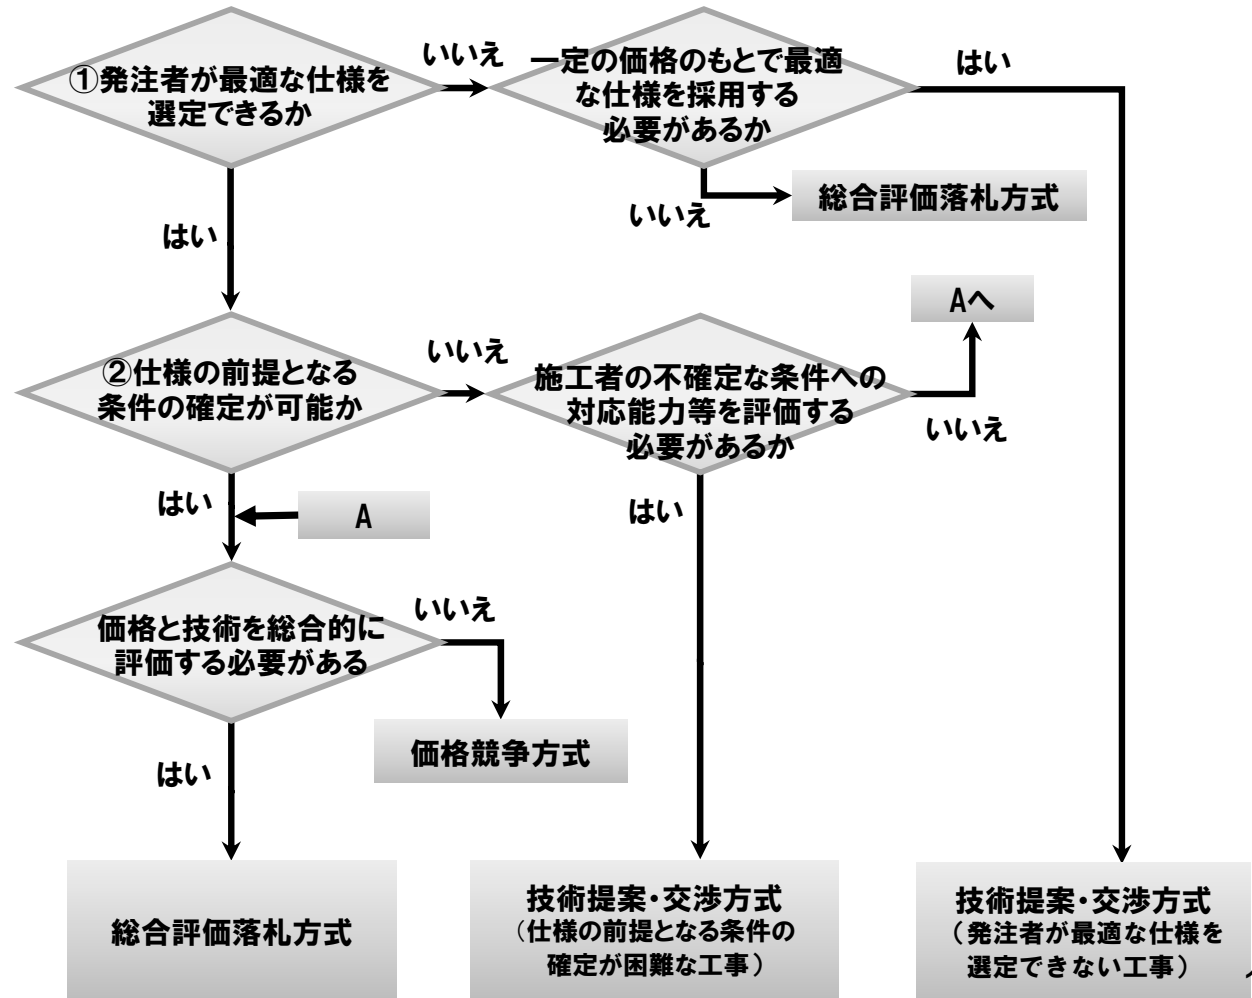 ①発注者が最適な仕様を
選定できるか
いいえ
一定の価格のもとで最適
な仕様を採用する
必要があるか
はい
いいえ
総合評価落札方式
はい
②仕様の前提となる
条件の確定が可能か
いいえ
施工者の不確定な条件への
対応能力等を評価する
必要があるか
Aへ
いいえ
はい
A
はい
価格と技術を総合的に
評価する必要がある
いいえ
価格競争方式
はい
総合評価落札方式
技術提案・交渉方式
（仕様の前提となる条件の
確定が困難な工事）
技術提案・交渉方式
（発注者が最適な仕様を
選定できない工事）